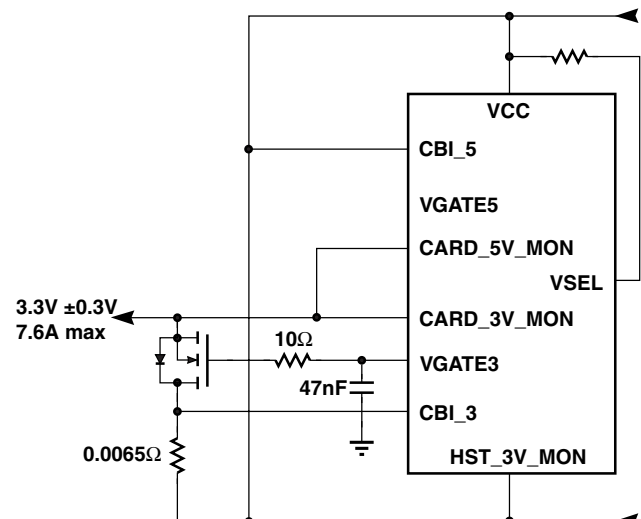 VCC
CBI_5
VGATE5
CARD_5V_MON
VSEL
3.3V ±0.3V
7.6A max
CARD_3V_MON
10Ω
VGATE3
47nF
CBI_3
0.0065Ω
HST_3V_MON